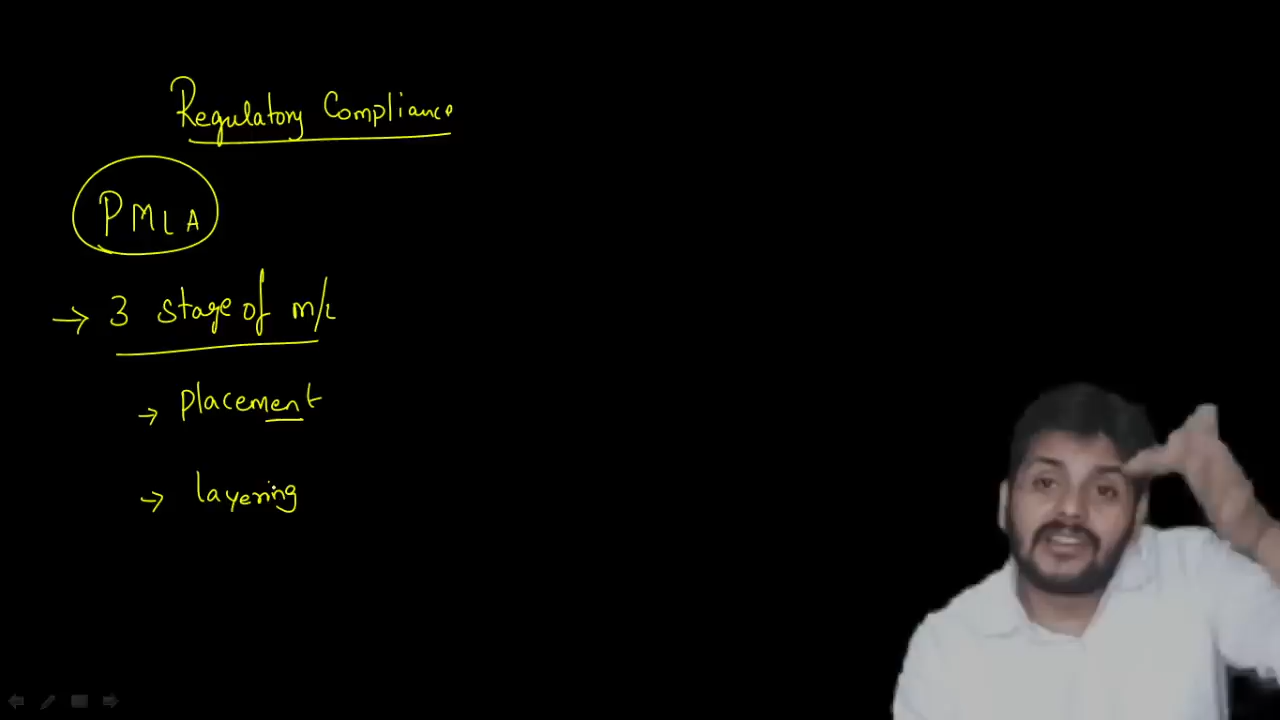 Regulatory Compliance
PMLA
→ 3 stage of m/L
→ Placement
→ layering